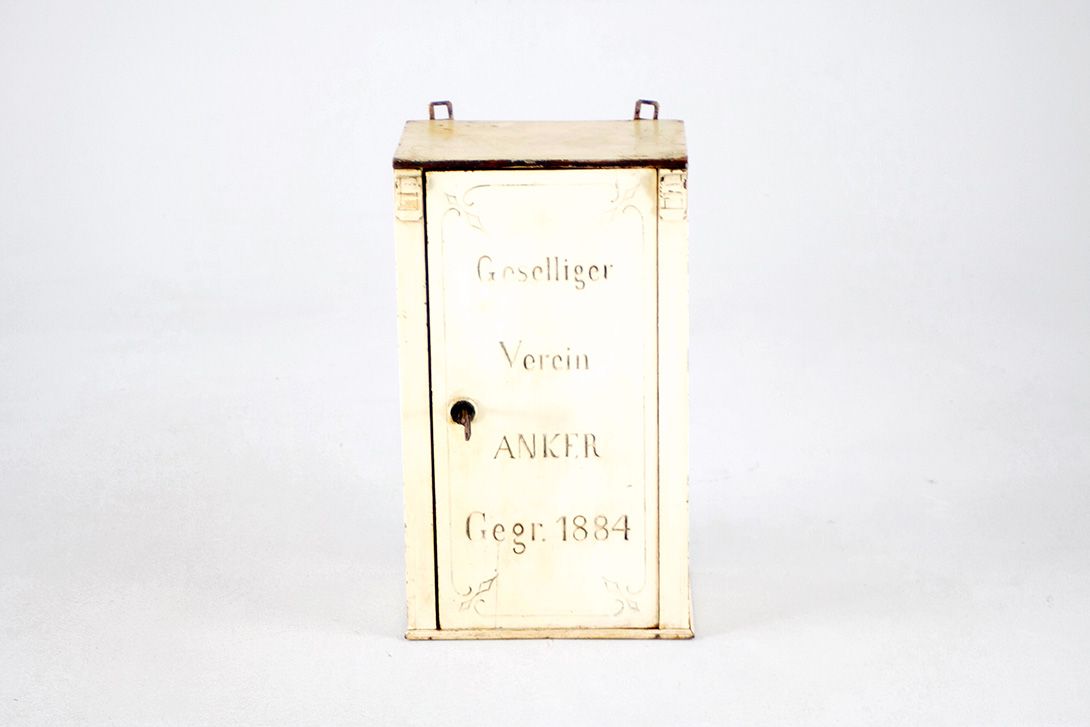 Geselliger
Verein
ANKER
Gegr. 1884